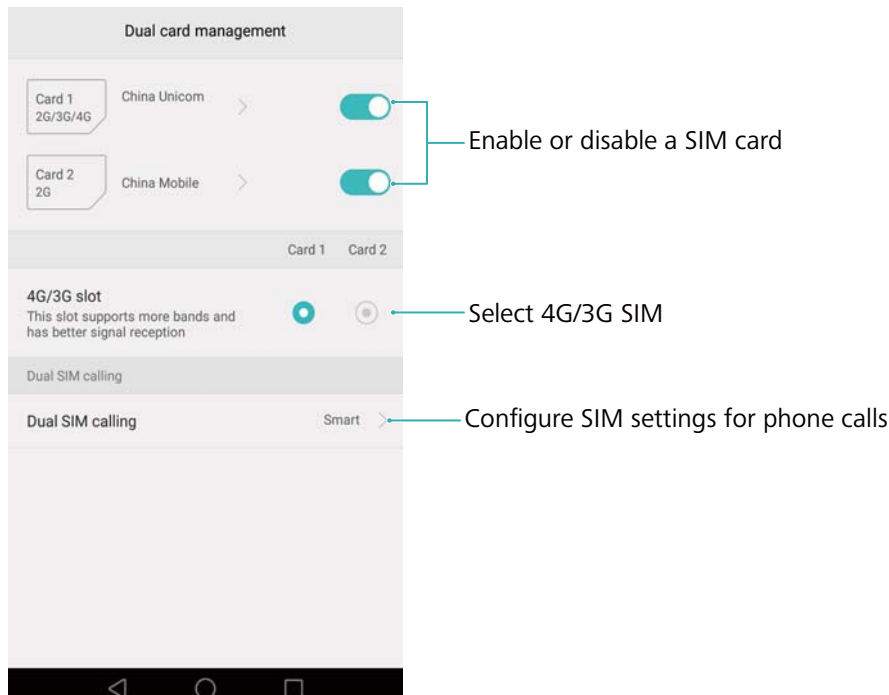 Dual card management
Card 1
2G/3G/4G
China Unicom
Card 2
2G
China Mobile
Enable or disable a SIM card
Card 1 Card 2
4G/3G slot
This slot supports more bands and
has better signal reception
Select 4G/3G SIM
Dual SIM calling
Dual SIM calling
Smart
Configure SIM settings for phone calls